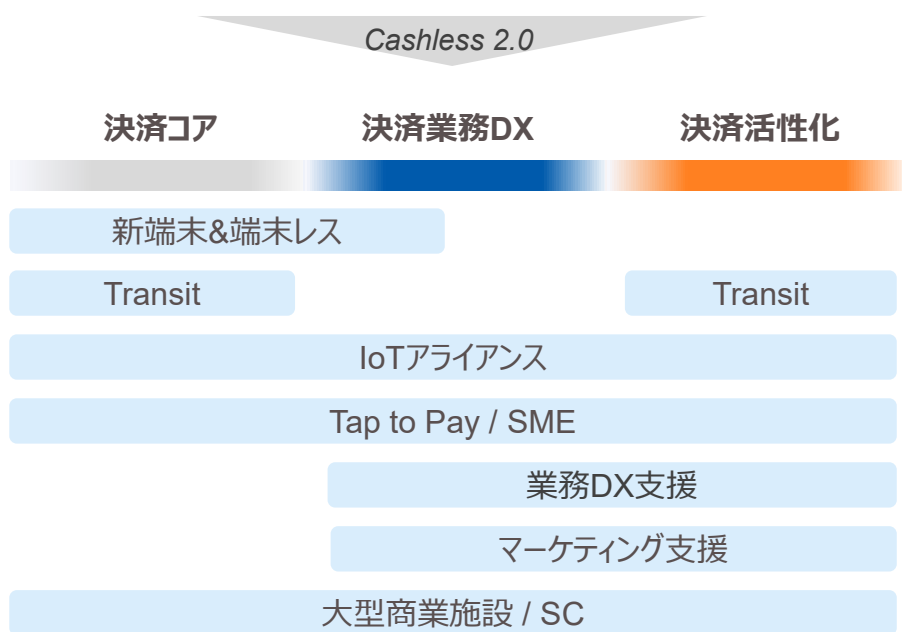 Cashless 2.0
決済コア 決済業務DX 決済活性化
新端末&端末レス
Transit Transit
IoTアライアンス
Tap to Pay / SME
業務DX支援
マーケティング支援
大型商業施設 / SC